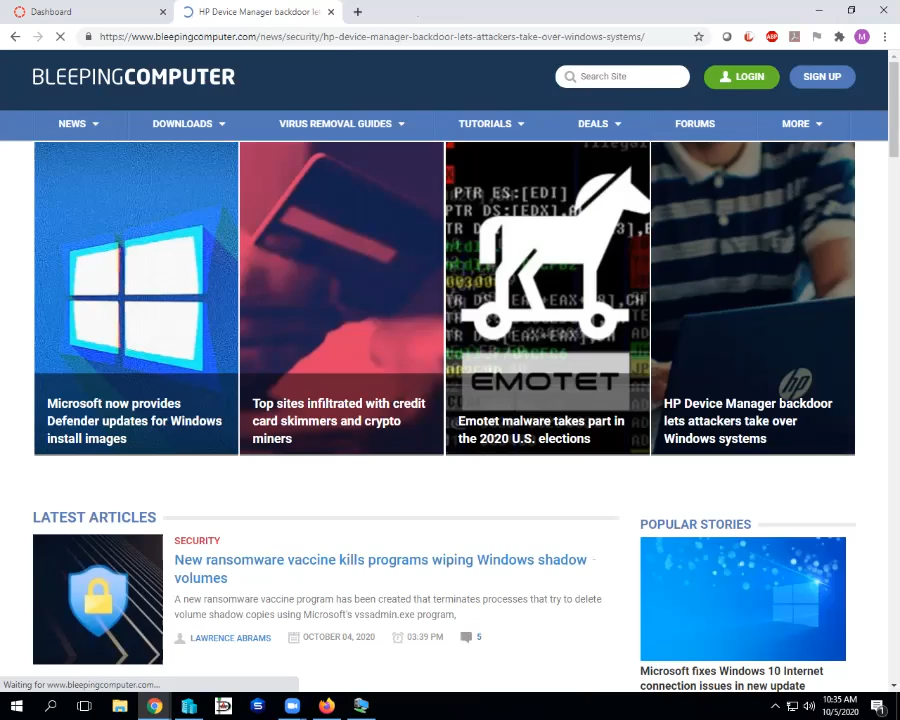 Dashboard
HP Device Manager backdoor let
https://www.bleepingcomputer.com/news/security/hp-device-manager-backdoor-lets-attackers-take-over-windows-systems/
ABP
M
BLEEPINGCOMPUTER
Search Site
LOGIN
SIGN UP
NEWS
DOWNLOADS
VIRUS REMOVAL GUIDES
TUTORIALS
DEALS
FORUMS
MORE
PTR ES:[EDI]
hp
EMOTET
Microsoft now provides
Defender updates for Windows
install images
Top sites infiltrated with credit
card skimmers and crypto
miners
Emotet malware takes part in
the 2020 U.S. elections
HP Device Manager backdoor
lets attackers take over
Windows systems
LATEST ARTICLES
SECURITY
New ransomware vaccine kills programs wiping Windows shadow
volumes
A new ransomware vaccine program has been created that terminates processes that try to delete
volume shadow copies using Microsoft's vssadmin.exe program,
LAWRENCE ABRAMS
OCTOBER 04, 2020
03:39 PM
5
POPULAR STORIES
Microsoft fixes Windows 10 Internet
connection issues in new update
Waiting for www.bleepingcomputer.com...
10:35 AM
10/5/2020